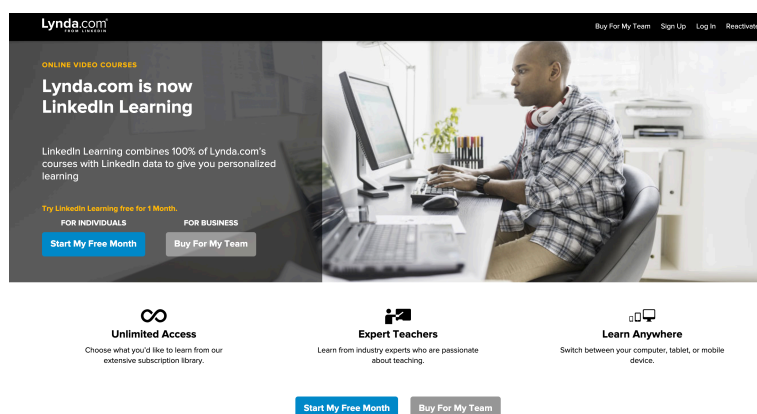 Lynda.com
FROM LINKEDIN
Buy For My Team Sign Up Log In Reactivate
ONLINE VIDEO COURSES
Lynda.com is now
LinkedIn Learning
LinkedIn Learning combines 100% of Lynda.com's
courses with LinkedIn data to give you personalized
learning
Try LinkedIn Learning free for 1 Month.
FOR INDIVIDUALS FOR BUSINESS
Start My Free Month Buy For My Team
Unlimited Access
Choose what you'd like to learn from our
extensive subscription library.
Expert Teachers
Learn from industry experts who are passionate
about teaching.
Learn Anywhere
Switch between your computer, tablet, or mobile
device.
Start My Free Month Buy For My Team